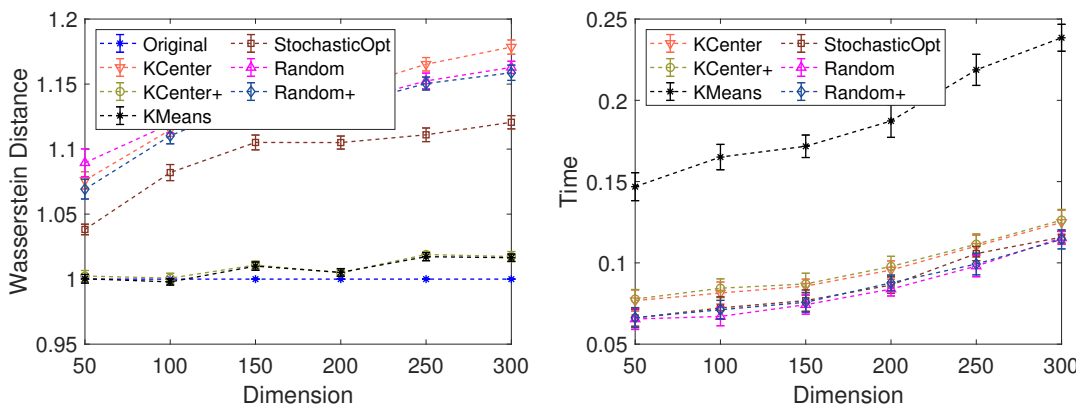 1.2
1.15
1.1
1.05
1
0.95
Wasserstein Distance
Original
KCenter
KCenter+
KMeans
StochasticOpt
Random
Random+
50 100 150 200 250 300
Dimension
0.25
0.2
0.15
0.1
0.05
Time
KCenter
KCenter+
KMeans
StochasticOpt
Random
Random+
50 100 150 200 250 300
Dimension